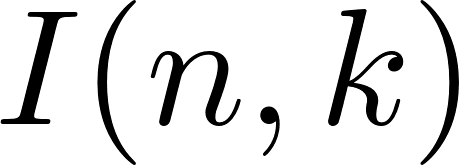 I(n, k)